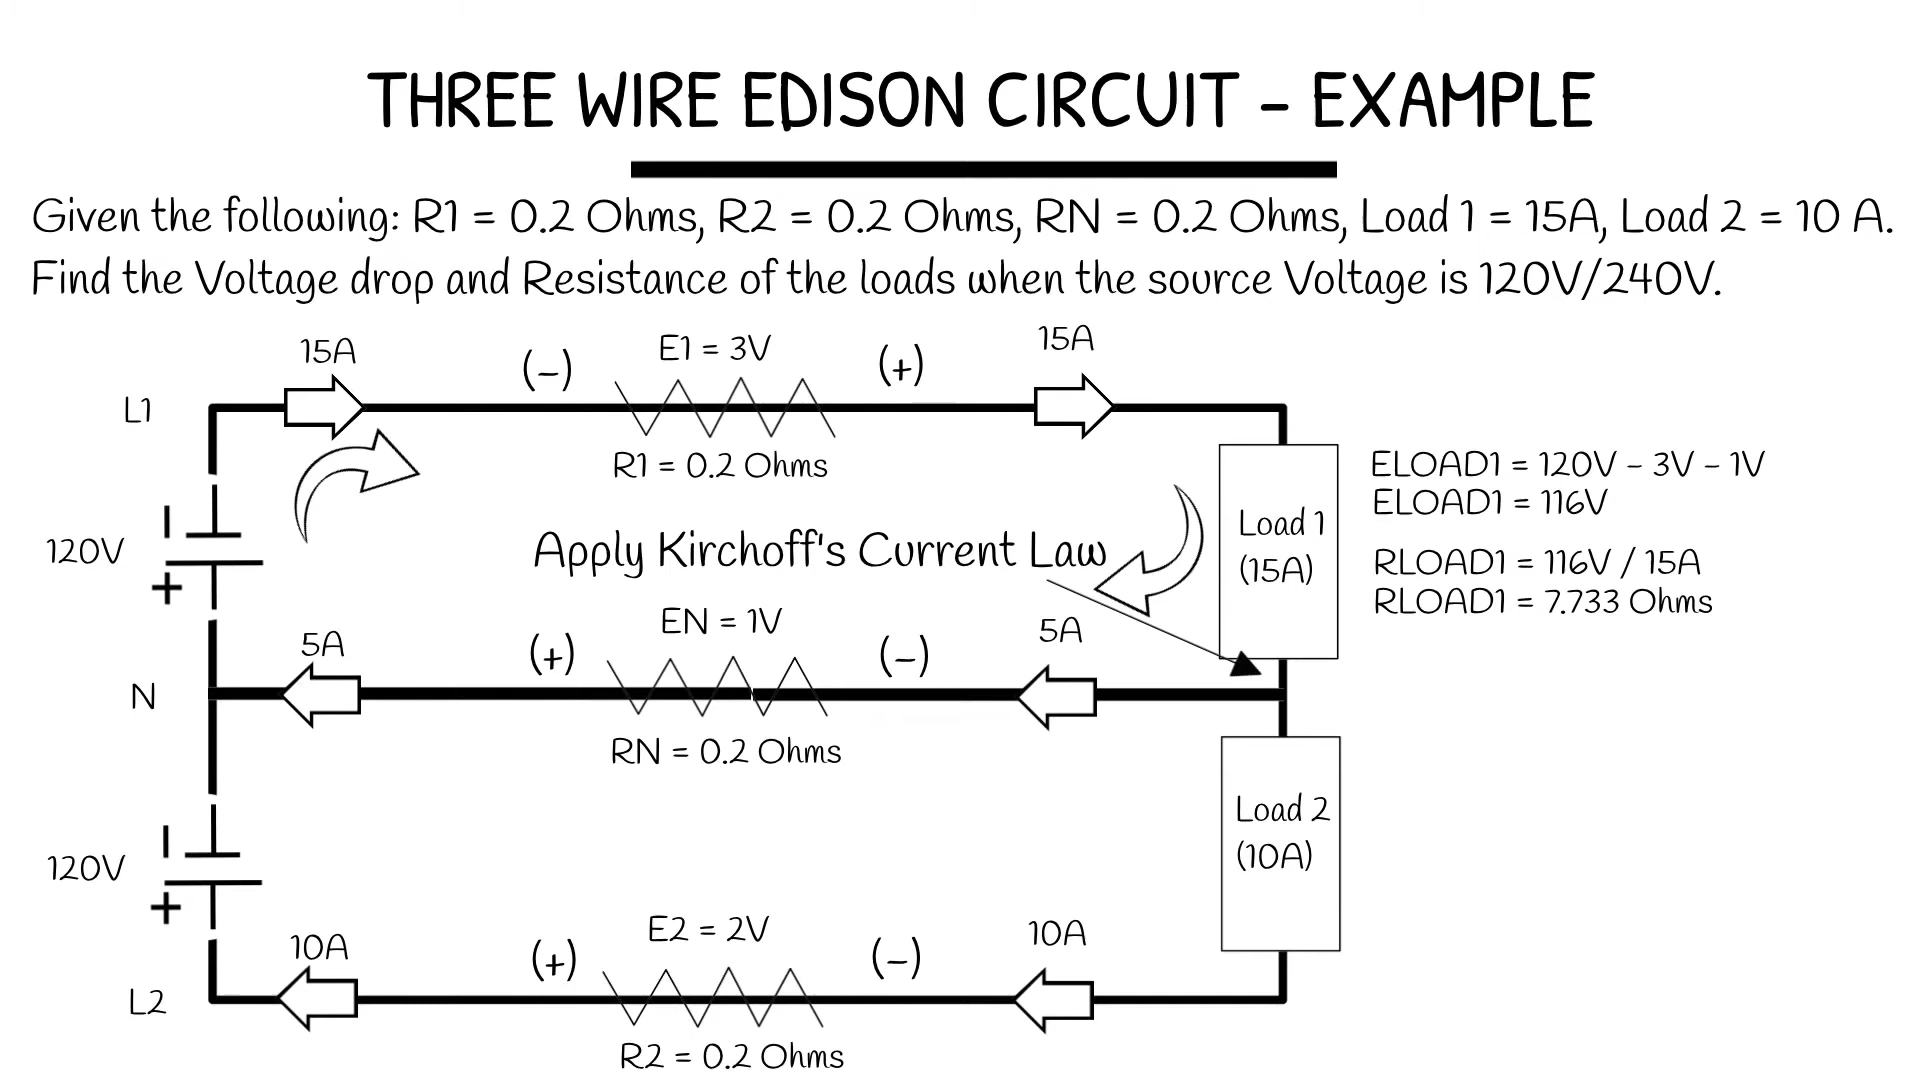 THREE WIRE EDISON CIRCUIT - EXAMPLE
Given the following: R1 = 0.2 Ohms, R2 = 0.2 Ohms, RN = 0.2 Ohms, Load 1 = 15A, Load 2 = 10 A.
Find the Voltage drop and Resistance of the loads when the source Voltage is 120V/240V.
15A
(-)
E1 = 3V
(+)
15A
L1
R1 = 0.2 Ohms
ELOAD1 = 120V - 3V - 1V
ELOAD1 = 116V
Load 1
(15A)
RLOAD1 = 116V / 15A
RLOAD1 = 7.733 Ohms
120V
+
Apply Kirchoff's Current Law
5A
(+)
EN = 1V
(-)
5A
N
RN = 0.2 Ohms
Load 2
(10A)
120V
+
10A
(+)
E2 = 2V
(-)
10A
L2
R2 = 0.2 Ohms